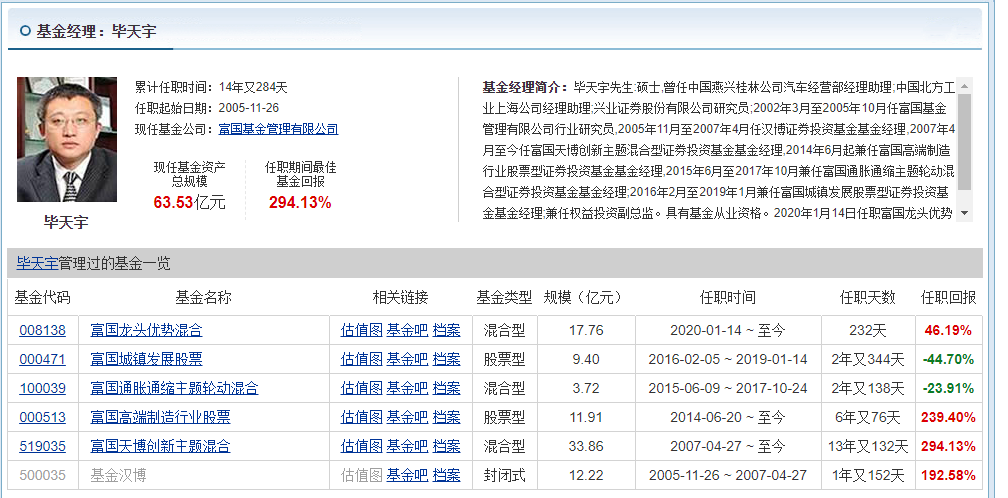 基金经理：毕天宇
累计任职时间：14年又284天
任职起始日期：2005-11-26
现任基金公司：富国基金管理有限公司
现任基金资产
总规模
63.53亿元
任职期间最佳
基金回报
294.13%
毕天宇
基金经理简介：毕天宇先生:硕士,曾任中国燕兴桂林公司汽车经营部经理助理;中国北方工
业上海公司经理助理;兴业证券股份有限公司研究员;2002年3月至2005年10月任富国基金
管理有限公司行业研究员,2005年11月至2007年4月任汉博证券投资基金基金经理,2007年4
月至今任富国天博创新主题混合型证券投资基金基金经理,2014年6月起兼任富国高端制造
行业股票型证券投资基金基金经理,2015年6月至2017年10月兼任富国通胀通缩主题轮动混
合型证券投资基金基金经理;2016年2月至2019年1月兼任富国城镇发展股票型证券投资基
金基金经理;兼任权益投资副总监。具有基金从业资格。2020年1月14日任职富国龙头优势
毕天宇管理过的基金一览
基金代码 基金名称 相关链接 基金类型 规模（亿元） 任职时间 任职天数 任职回报
008138 富国龙头优势混合 估值图 基金吧 档案 混合型 17.76 2020-01-14 ~ 至今 232天 46.19%
000471 富国城镇发展股票 估值图 基金吧 档案 股票型 9.40 2016-02-05 ~ 2019-01-14 2年又344天 -44.70%
100039 富国通胀通缩主题轮动混合 估值图 基金吧 档案 混合型 3.72 2015-06-09 ~ 2017-10-24 2年又138天 -23.91%
000513 富国高端制造行业股票 估值图 基金吧 档案 股票型 11.91 2014-06-20 ~ 至今 6年又76天 239.40%
519035 富国天博创新主题混合 估值图 基金吧 档案 混合型 33.86 2007-04-27 ~ 至今 13年又132天 294.13%
500035 基金汉博 估值图 基金吧 档案 封闭式 12.22 2005-11-26 ~ 2007-04-27 1年又152天 192.58%